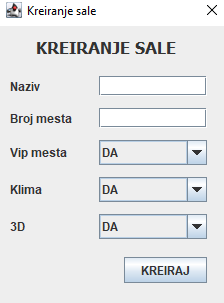 Kreiranje sale
KREIRANJE SALE
Naziv
Broj mesta
Vip mesta DA
Klima DA
3D DA
KREIRAJ